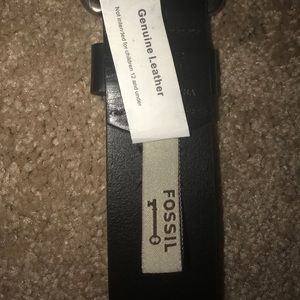 Genuine Leather
Not intended for children 12 and under
FOSSIL